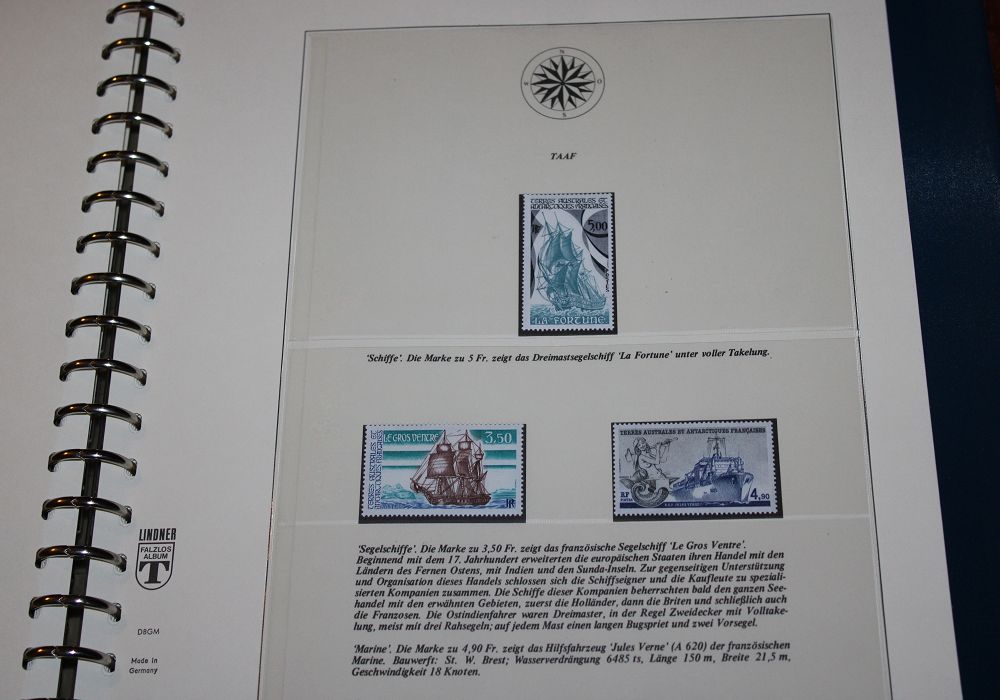 N
O
S
TAAF
TERRES AUSTRALES ET
ANTARCTIQUES FRANÇAISES
5,00
LA FORTUNE
'Schiffe'. Die Marke zu 5 Fr. zeigt das Dreimastsegelschiff 'La Fortune' unter voller Takelung.
TERRES AUSTRALES ET
ANTARCTIQUES FRANÇAISES
LE GROS VENTRE
3,50
TERRES AUSTRALES ET ANTARCTIQUES FRANÇAISES
RF
POSTES
4,90
'Segelschiffe'. Die Marke zu 3,50 Fr. zeigt das französische Segelschiff 'Le Gros Ventre'.
Beginnend mit dem 17. Jahrhundert erweiterten die europäischen Staaten ihren Handel mit den
Ländern des Fernen Ostens, mit Indien und den Sunda-Inseln. Zur gegenseitigen Unterstützung
und Organisation dieses Handels schlossen sich die Schiffseigner und die Kaufleute zu speziali-
sierten Kompanien zusammen. Die Schiffe dieser Kompanien beherrschten bald den ganzen See-
handel mit den erwähnten Gebieten, zuerst die Holländer, dann die Briten und schließlich auch
die Franzosen. Die Ostindienfahrer waren Dreimaster, in der Regel Zweidecker mit Volltake-
lung, meist mit drei Rahsegeln; auf jedem Mast einen langen Bugspriet und zwei Vorsegel.
'Marine'. Die Marke zu 4,90 Fr. zeigt das Hilfsfahrzeug 'Jules Verne' (A 620) der französischen
Marine. Bauwerft: St. W. Brest; Wasserverdrängung 6485 ts, Länge 150 m, Breite 21,5 m,
Geschwindigkeit 18 Knoten.
LINDNER
FALZLOS
ALBUM
T
DBGM
Made in
Germany